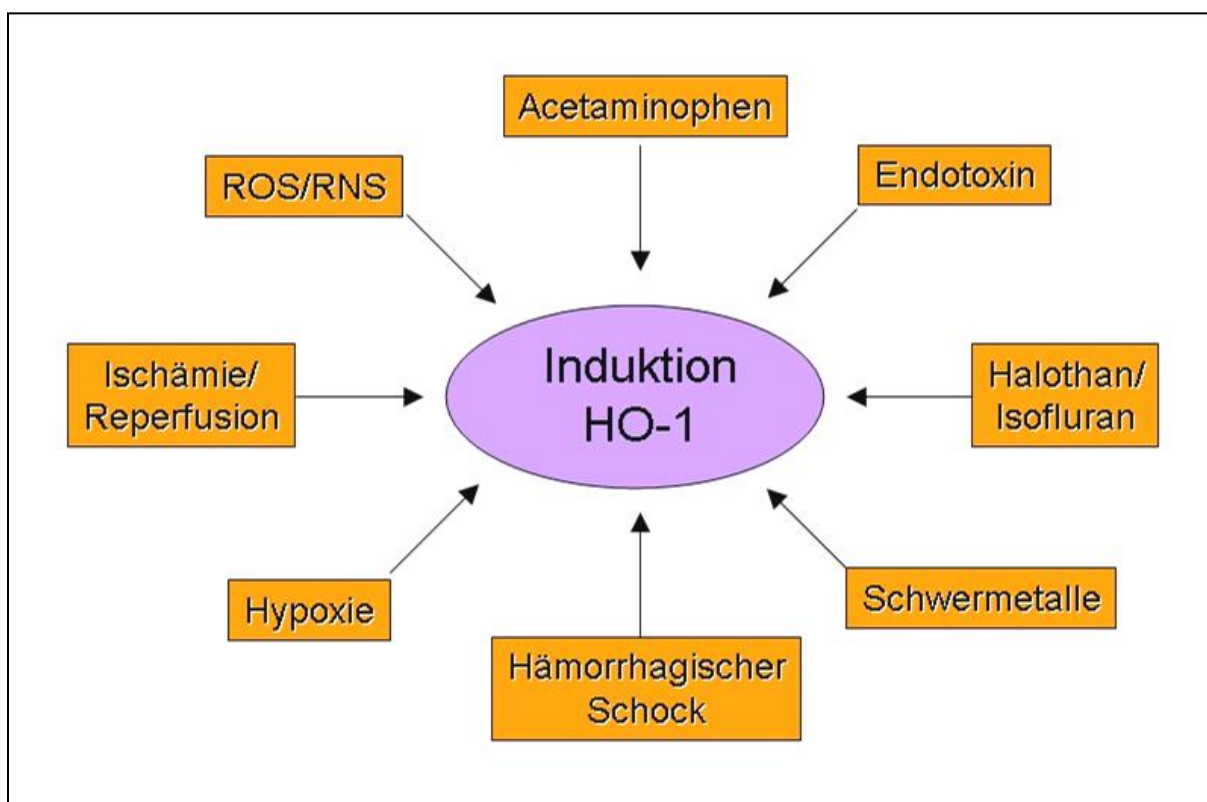 Acetaminophen
ROS/RNS
Endotoxin
Ischämie/
Reperfusion
Induktion
HO-1
Halothan/
Isofluran
Hypoxie
Schwermetalle
Hämorrhagischer
Schock